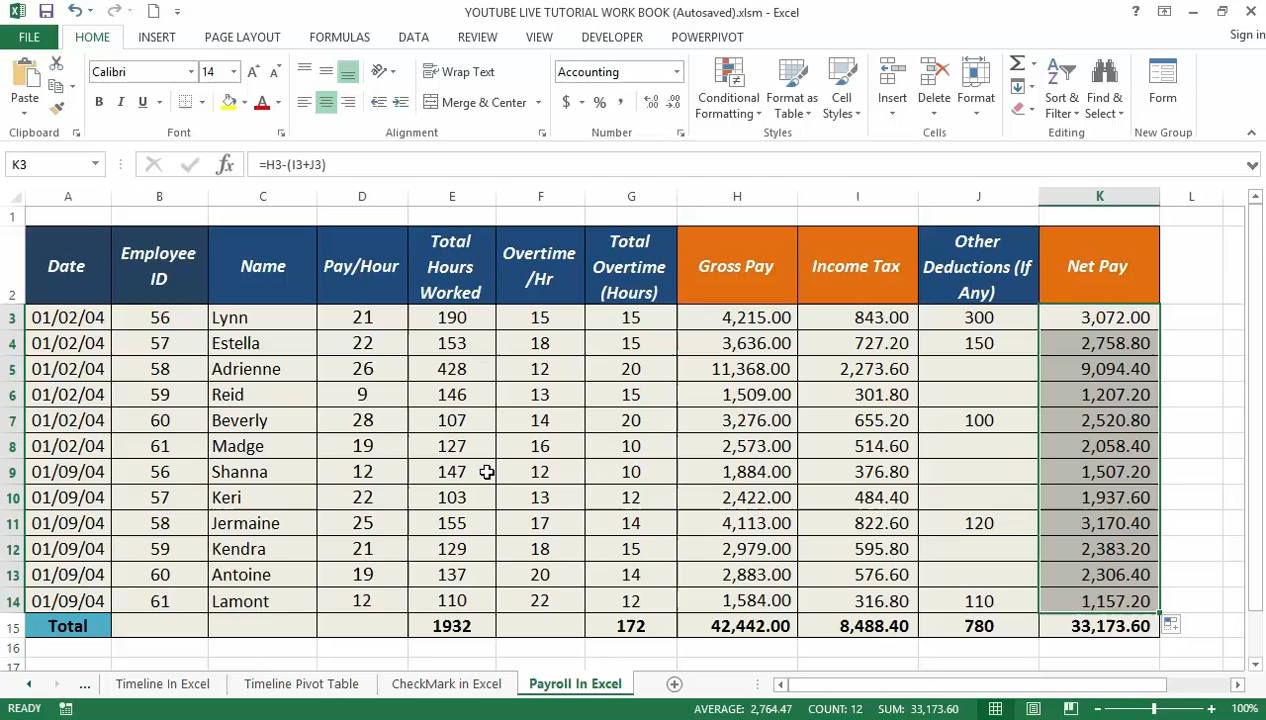 YOUTUBE LIVE TUTORIAL WORK BOOK (Autosaved).xlsm - Excel
FILE HOME INSERT PAGE LAYOUT FORMULAS DATA REVIEW VIEW DEVELOPER POWERPIVOT Sign in
Calibri 14 Wrap Text Accounting
Paste B I U Merge & Center $ % , Conditional Formatting Format as Table Cell Styles Insert Delete Format Sort & Filter Find & Select Form
Clipboard Font Alignment Number Styles Cells Editing New Group
K3 fx =H3-(I3+J3)
A B C D E F G H I J K L
1
2 Date Employee ID Name Pay/Hour Total Hours Worked Overtime /Hr Total Overtime (Hours) Gross Pay Income Tax Other Deductions (If Any) Net Pay
3 01/02/04 56 Lynn 21 190 15 15 4,215.00 843.00 300 3,072.00
4 01/02/04 57 Estella 22 153 18 15 3,636.00 727.20 150 2,758.80
5 01/02/04 58 Adrienne 26 428 12 20 11,368.00 2,273.60 9,094.40
6 01/02/04 59 Reid 9 146 13 15 1,509.00 301.80 1,207.20
7 01/02/04 60 Beverly 28 107 14 20 3,276.00 655.20 100 2,520.80
8 01/02/04 61 Madge 19 127 16 10 2,573.00 514.60 2,058.40
9 01/09/04 56 Shanna 12 147 12 10 1,884.00 376.80 1,507.20
10 01/09/04 57 Keri 22 103 13 12 2,422.00 484.40 1,937.60
11 01/09/04 58 Jermaine 25 155 17 14 4,113.00 822.60 120 3,170.40
12 01/09/04 59 Kendra 21 129 18 15 2,979.00 595.80 2,383.20
13 01/09/04 60 Antoine 19 137 20 14 2,883.00 576.60 2,306.40
14 01/09/04 61 Lamont 12 110 22 12 1,584.00 316.80 110 1,157.20
15 Total 1932 172 42,442.00 8,488.40 780 33,173.60
16
17
... Timeline In Excel Timeline Pivot Table CheckMark in Excel Payroll In Excel
READY AVERAGE: 2,764.47 COUNT: 12 SUM: 33,173.60 100%